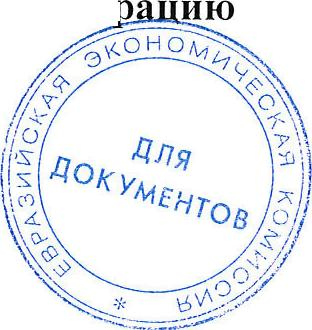 рацию
ЕВРАЗИЙСКАЯ ЭКОНОМИЧЕСКАЯ КОМИССИЯ *
ДЛЯ
ДОКУМЕНТОВ